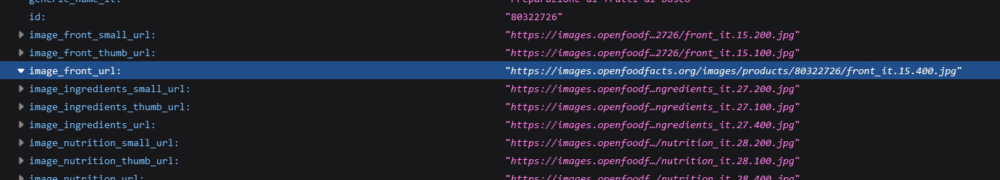 generic_name_it: "Preparazione di frutti di bosco"
id: "80322726"
image_front_small_url: "https://images.openfoodf…2726/front_it.15.200.jpg"
image_front_thumb_url: "https://images.openfoodf…2726/front_it.15.100.jpg"
image_front_url: "https://images.openfoodfacts.org/images/products/80322726/front_it.15.400.jpg"
image_ingredients_small_url: "https://images.openfoodf…ngredients_it.27.200.jpg"
image_ingredients_thumb_url: "https://images.openfoodf…ngredients_it.27.100.jpg"
image_ingredients_url: "https://images.openfoodf…ngredients_it.27.400.jpg"
image_nutrition_small_url: "https://images.openfoodf…/nutrition_it.28.200.jpg"
image_nutrition_thumb_url: "https://images.openfoodf…/nutrition_it.28.100.jpg"
image_nutrition_url: "https://images.openfoodf…/nutrition_it.28.400.jpg"